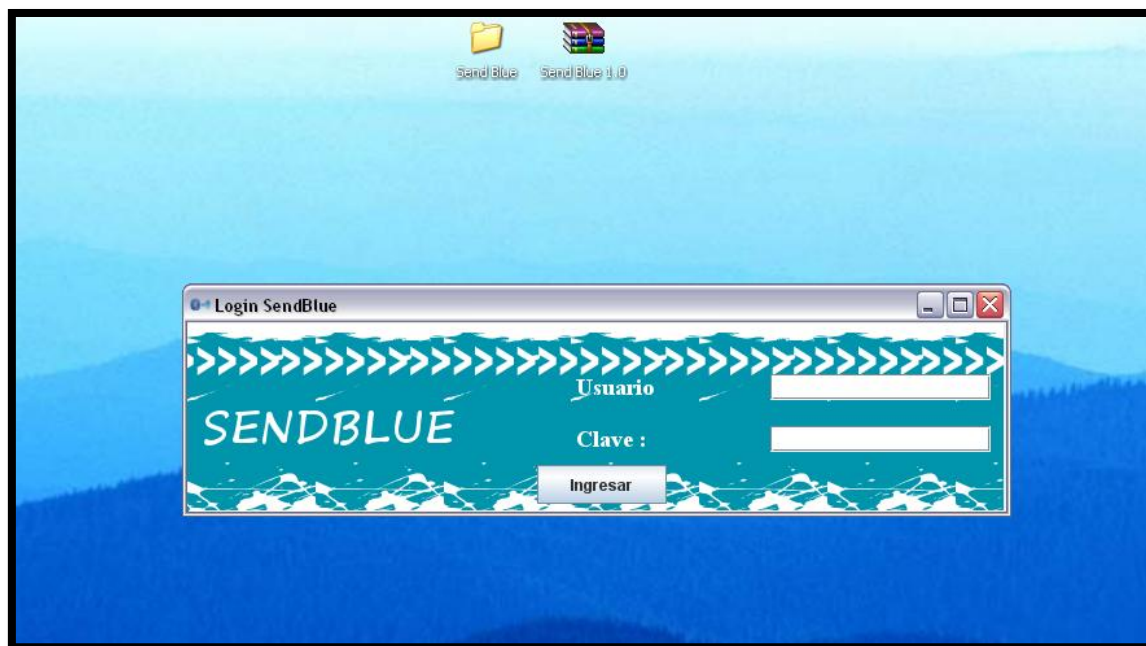 Send Blue
Send Blue 1.0
Login SendBlue
Usuario
SENDBLUE
Clave :
Ingresar